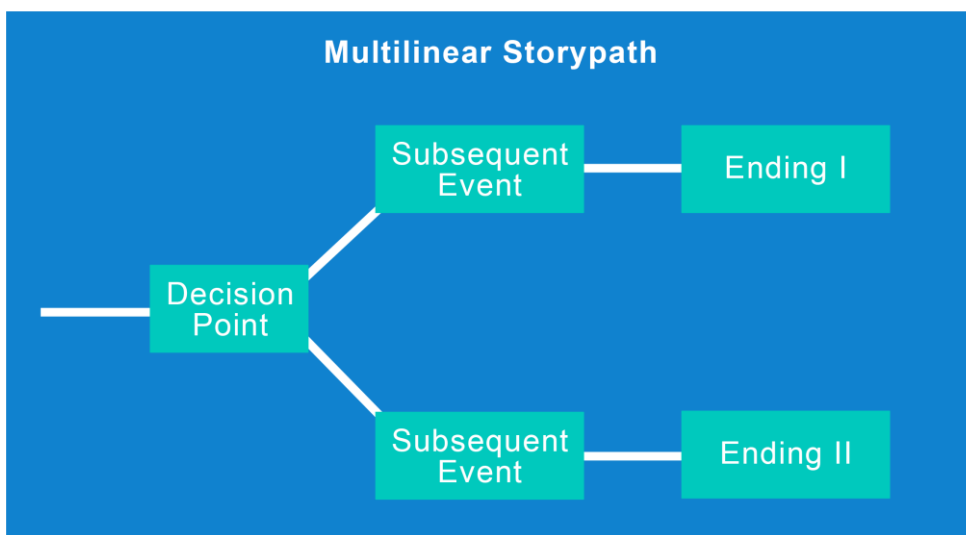 Multilinear Storypath
Subsequent
Event
Ending I
Decision
Point
Subsequent
Event
Ending II